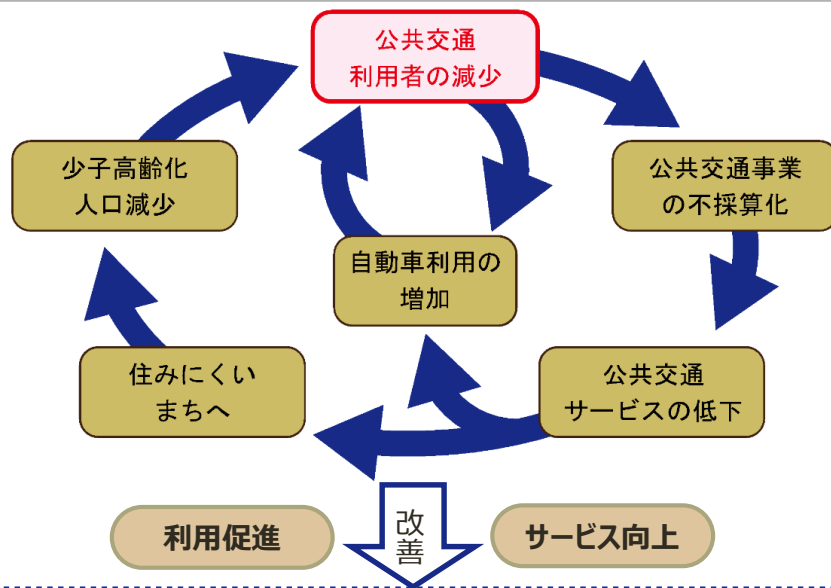 公共交通
利用者の減少
少子高齢化
人口減少
公共交通事業
の不採算化
自動車利用の
増加
住みにくい
まちへ
公共交通
サービスの低下
利用促進
改善
サービス向上